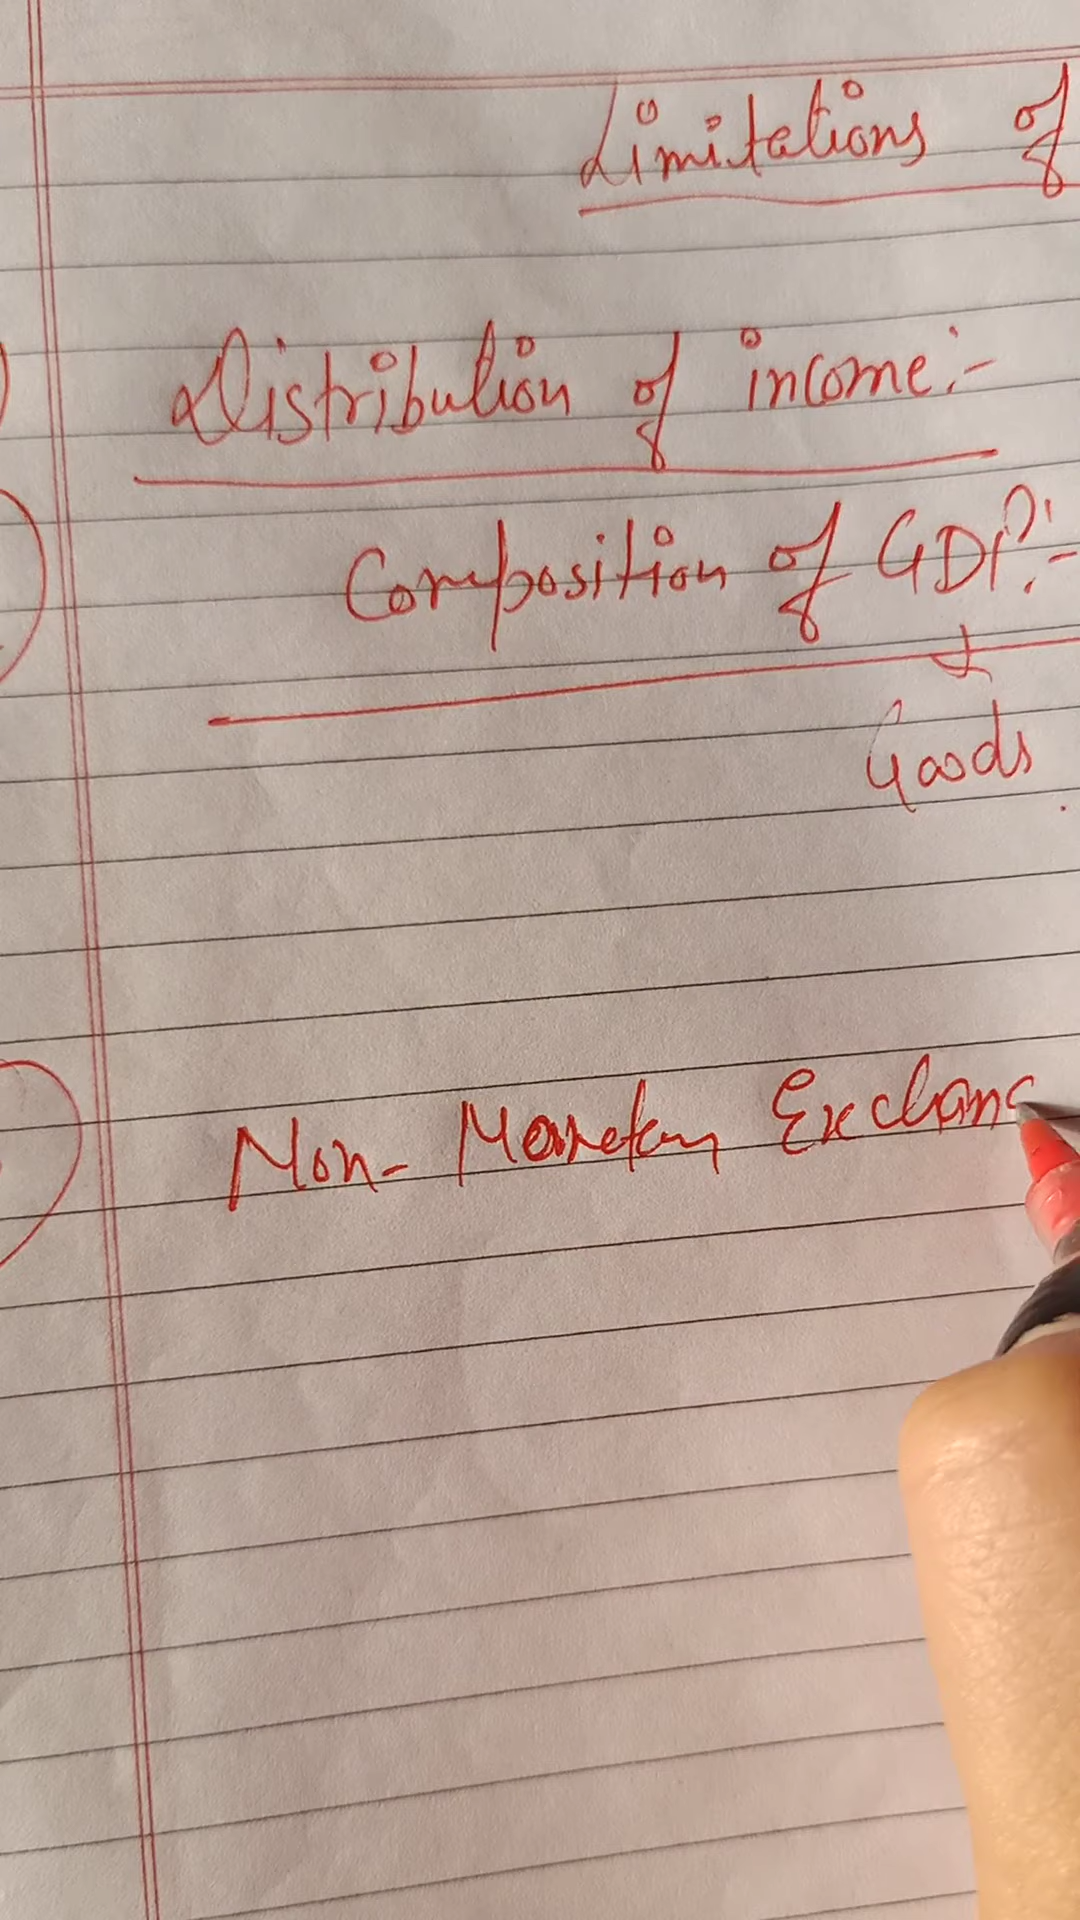 Limitations of
Distribution of income:-
Composition of GDP:-
Goods
Non- Monetary Exchang